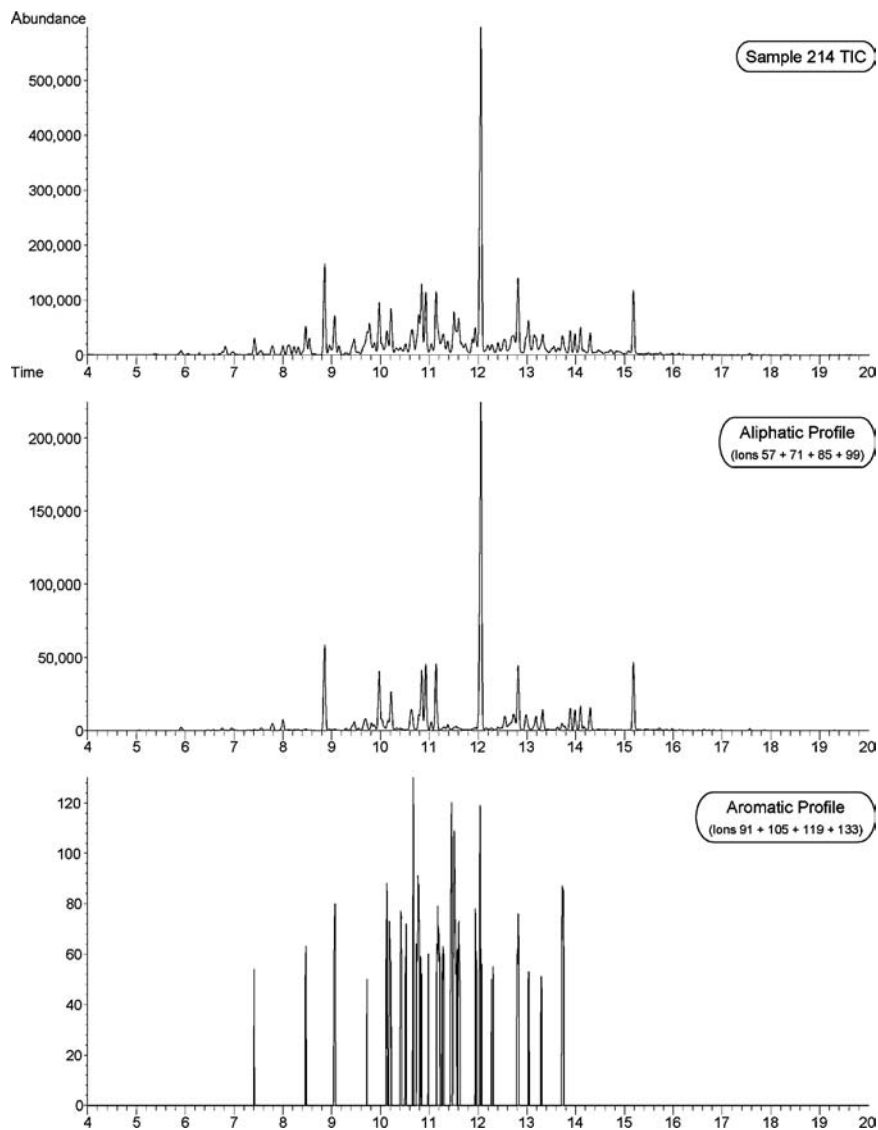 Abundance
Sample 214 TIC
500,000
400,000
300,000
200,000
100,000
0
Time
4 5 6 7 8 9 10 11 12 13 14 15 16 17 18 19 20
Aliphatic Profile
(Ions 57 + 71 + 85 + 99)
200,000
150,000
100,000
50,000
0
4 5 6 7 8 9 10 11 12 13 14 15 16 17 18 19 20
Aromatic Profile
(Ions 91 + 105 + 119 + 133)
120
100
80
60
40
20
0
4 5 6 7 8 9 10 11 12 13 14 15 16 17 18 19 20